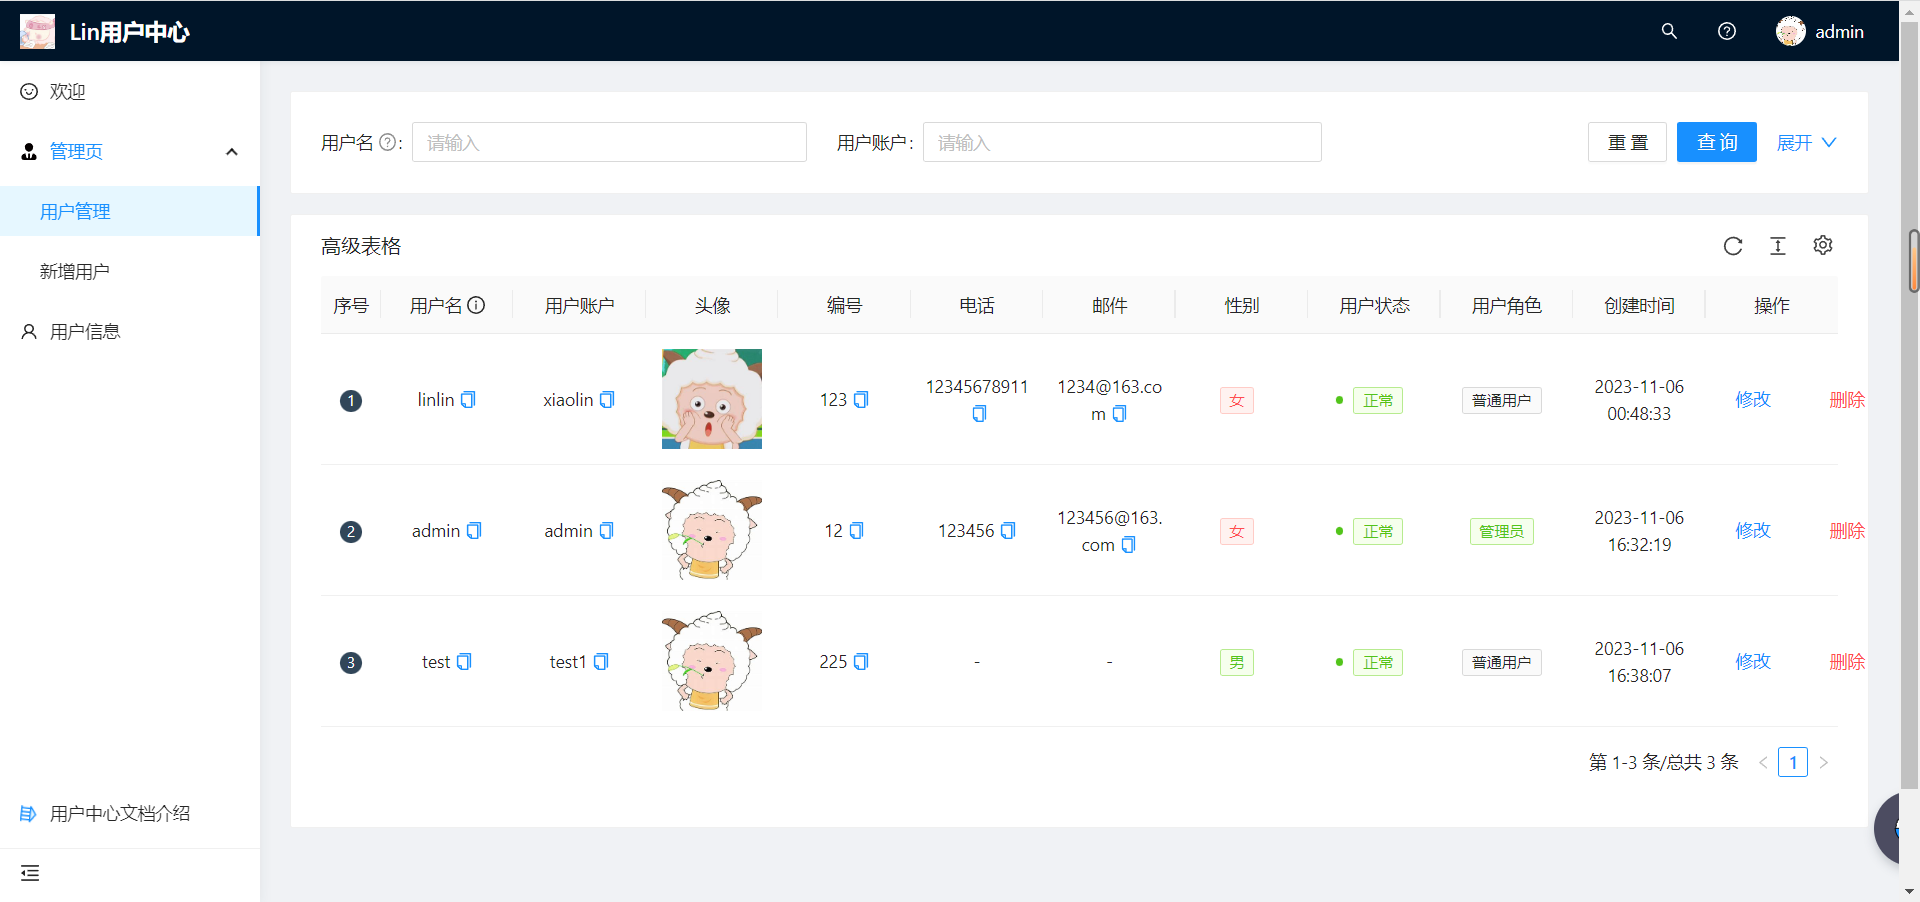 Lin用户中心
admin
欢迎
管理页
用户管理
新增用户
用户信息
用户中心文档介绍
用户名 : 请输入 用户账户 : 请输入 重 置 查 询 展开
高级表格
序号 用户名 用户账户 头像 编号 电话 邮件 性别 用户状态 用户角色 创建时间 操作
1 linlin xiaolin 123 12345678911 1234@163.co 女 正常 普通用户 2023-11-06 修改 删除
m 00:48:33
2 admin admin 12 123456 123456@163. 女 正常 管理员 2023-11-06 修改 删除
com 16:32:19
3 test test1 225 - - 男 正常 普通用户 2023-11-06 修改 删除
16:38:07
第 1-3 条/总共 3 条 < 1 >